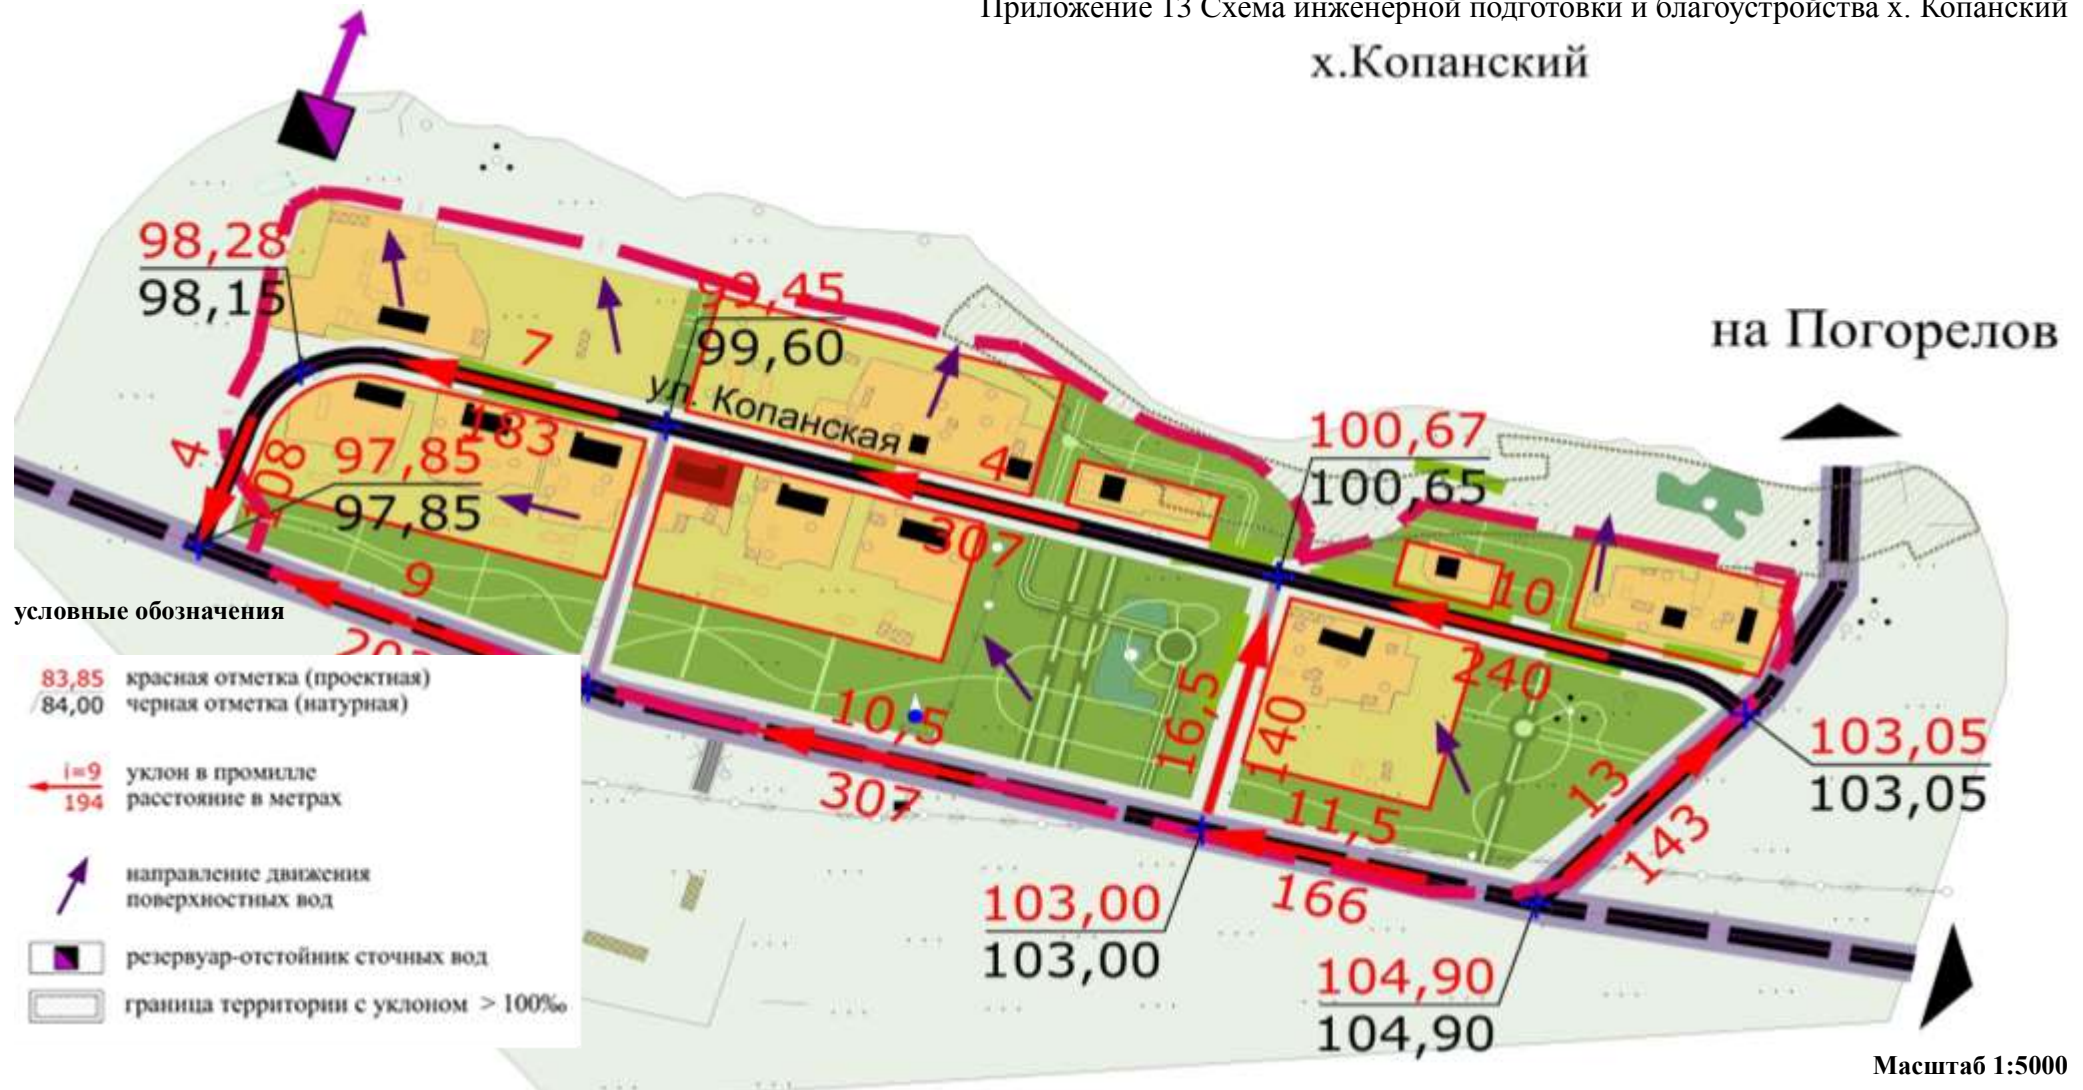 Приложение 13 Схема инженерной подготовки и благоустройства х. Копанский
х.Копанский
на Погорелов
98,28
98,15
99,45
99,60
7
183
ул. Копанская
4
307
100,67
100,65
10
240
4
108
97,85
97,85
9
10,5
307
16,5
140
11,5
166
13
143
103,05
103,05
103,00
103,00
104,90
104,90
условные обозначения
83,85
84,00
красная отметка (проектная)
черная отметка (натурная)
i=9
194
уклон в промилле
расстояние в метрах
направление движения
поверхностных вод
резервуар-отстойник сточных вод
граница территории с уклоном > 100‰
Масштаб 1:5000